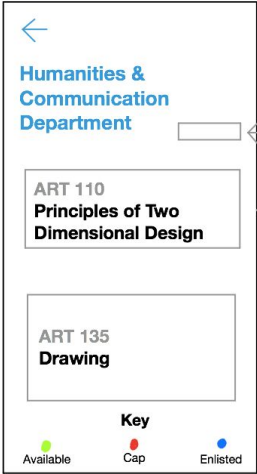 Humanities &
Communication
Department
ART 110
Principles of Two
Dimensional Design
ART 135
Drawing
Key
Available
Cap
Enlisted